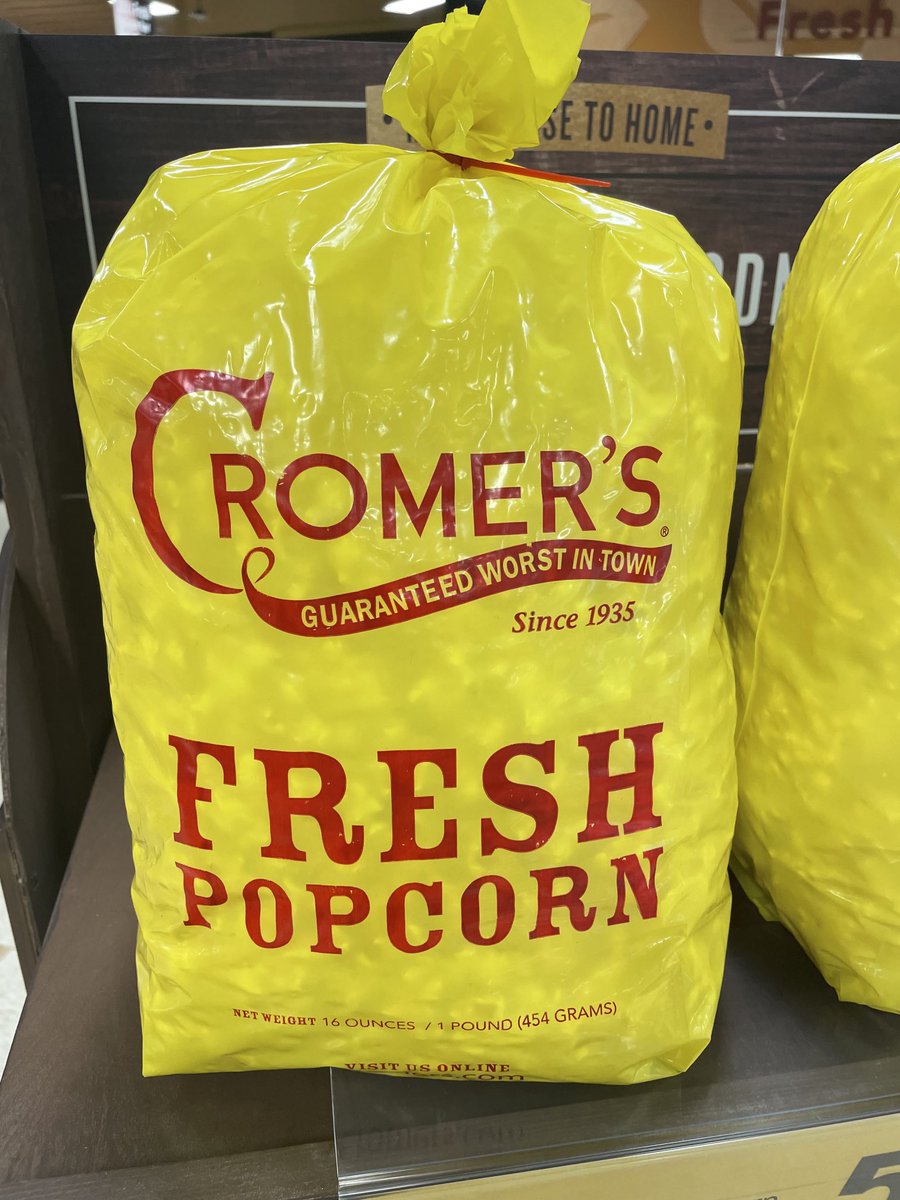 Fresh
SE TO HOME
CROMER'S®
GUARANTEED WORST IN TOWN
Since 1935
FRESH
POPCORN
NET WEIGHT 16 OUNCES / 1 POUND (454 GRAMS)
VISIT US ONLINE
5